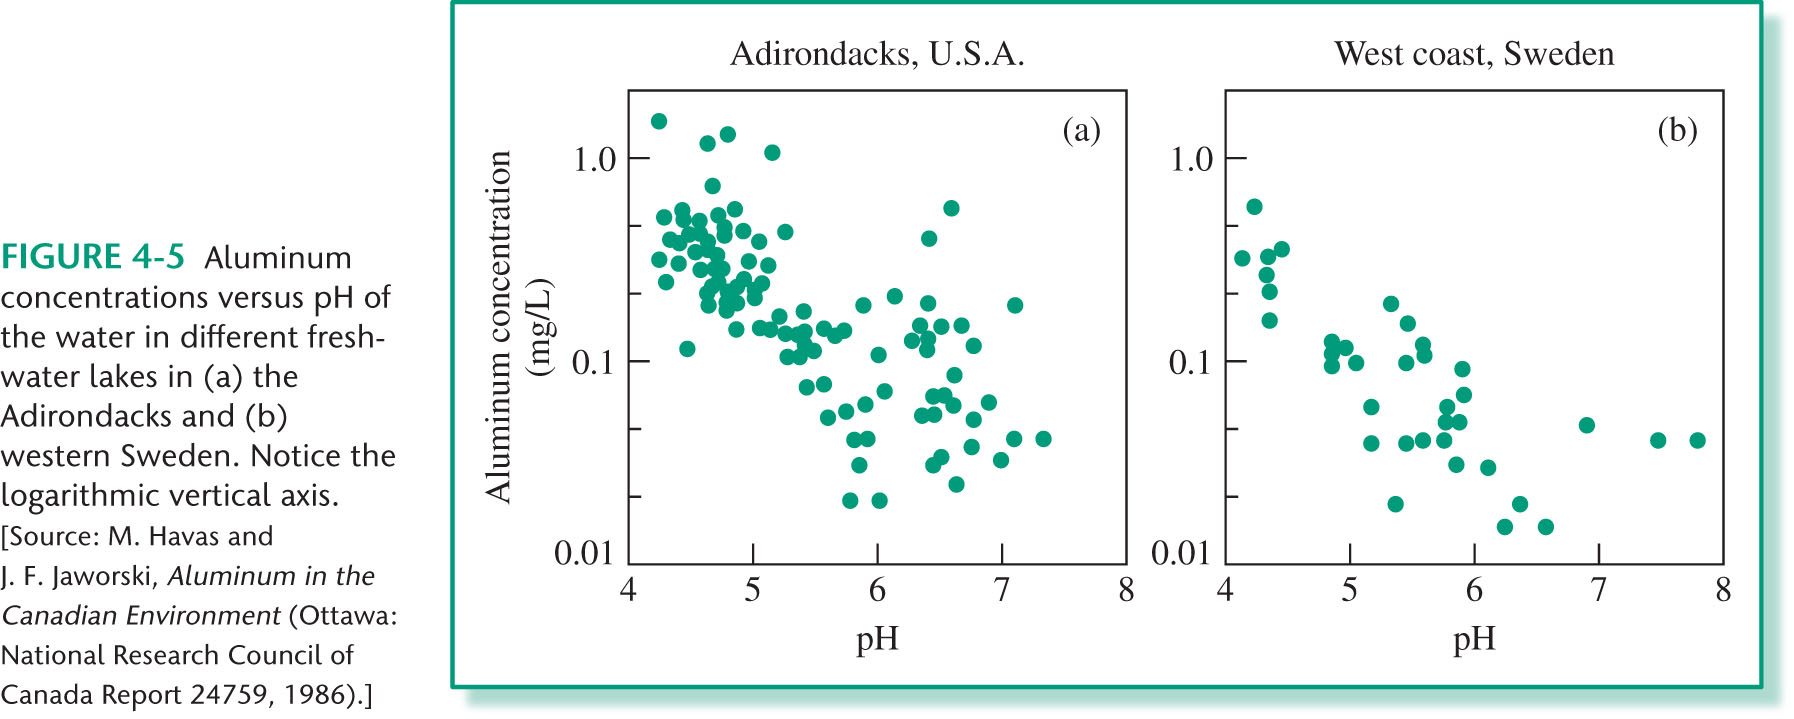 FIGURE 4-5 Aluminum
concentrations versus pH of
the water in different fresh-
water lakes in (a) the
Adirondacks and (b)
western Sweden. Notice the
logarithmic vertical axis.
[Source: M. Havas and
J. F. Jaworski, Aluminum in the
Canadian Environment (Ottawa:
National Research Council of
Canada Report 24759, 1986).]
Adirondacks, U.S.A.
(a)
Aluminum concentration
(mg/L)
1.0
0.1
0.01
4 5 6 7 8
pH
West coast, Sweden
(b)
1.0
0.1
0.01
4 5 6 7 8
pH